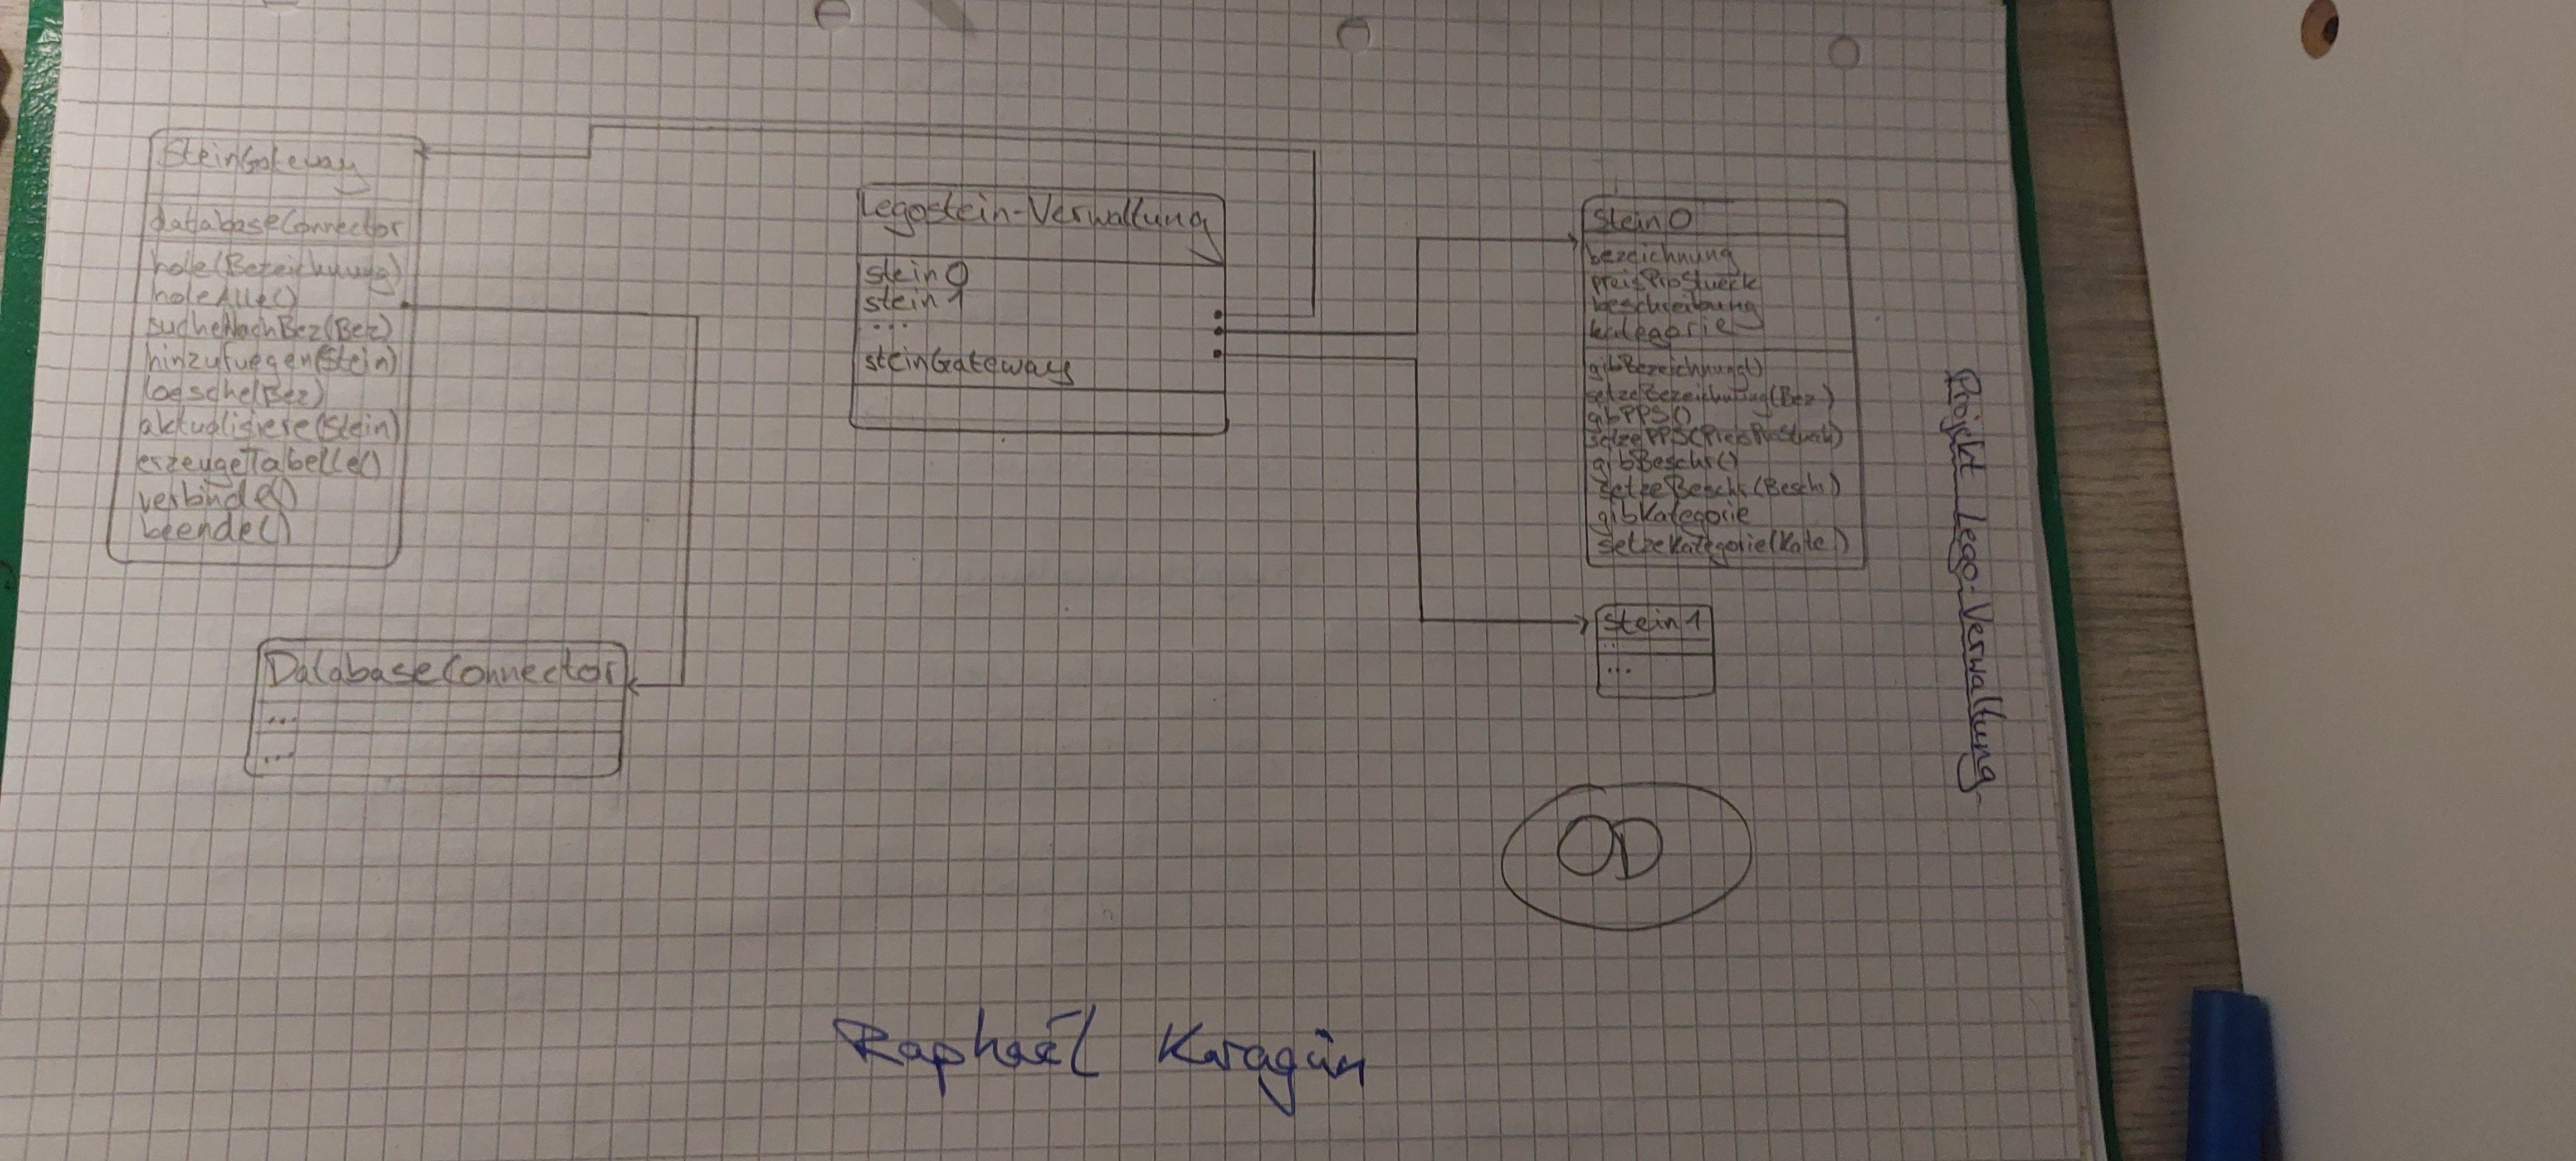 Projekt Lego-Verwaltung
SteinGateway
databaseConnector
hole(Bezeichnung)
holeAlle()
sucheNachBez(Bez)
hinzufuegen(Stein)
loesche(Bez)
aktualisiere(Stein)
erzeugeTabelle()
verbinde()
beende()
DatabaseConnector
...
...
Legostein-Verwaltung
stein0
stein1
...
steinGateway
Stein0
bezeichnung
preisProStueck
beschreibung
kategorie
gibBezeichnung()
setzeBezeichnung(Bez)
gibPPS()
gibBeschr()
setzeBeschr(Beschr)
gibKategorie
setzeKategorie(Kate)
Stein1
...
...
OD
Raphael Karagün